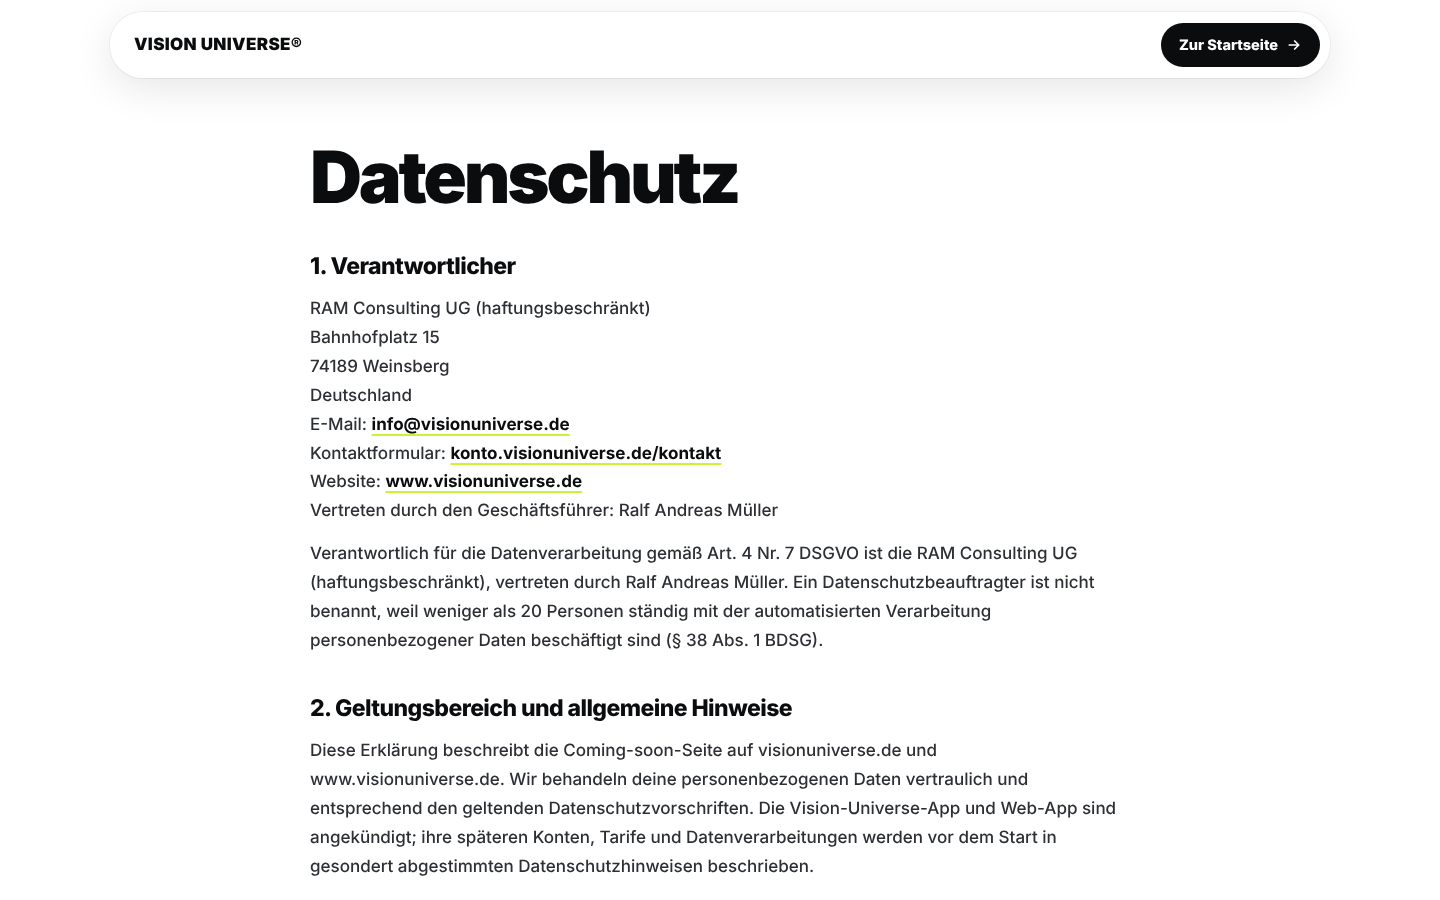 VISION UNIVERSE®
Zur Startseite →
Datenschutz
1. Verantwortlicher
RAM Consulting UG (haftungsbeschränkt)
Bahnhofplatz 15
74189 Weinsberg
Deutschland
E-Mail: info@visionuniverse.de
Kontaktformular: konto.visionuniverse.de/kontakt
Website: www.visionuniverse.de
Vertreten durch den Geschäftsführer: Ralf Andreas Müller
Verantwortlich für die Datenverarbeitung gemäß Art. 4 Nr. 7 DSGVO ist die RAM Consulting UG
(haftungsbeschränkt), vertreten durch Ralf Andreas Müller. Ein Datenschutzbeauftragter ist nicht
benannt, weil weniger als 20 Personen ständig mit der automatisierten Verarbeitung
personenbezogener Daten beschäftigt sind (§ 38 Abs. 1 BDSG).
2. Geltungsbereich und allgemeine Hinweise
Diese Erklärung beschreibt die Coming-soon-Seite auf visionuniverse.de und
www.visionuniverse.de. Wir behandeln deine personenbezogenen Daten vertraulich und
entsprechend den geltenden Datenschutzvorschriften. Die Vision-Universe-App und Web-App sind
angekündigt; ihre späteren Konten, Tarife und Datenverarbeitungen werden vor dem Start in
gesondert abgestimmten Datenschutzhinweisen beschrieben.